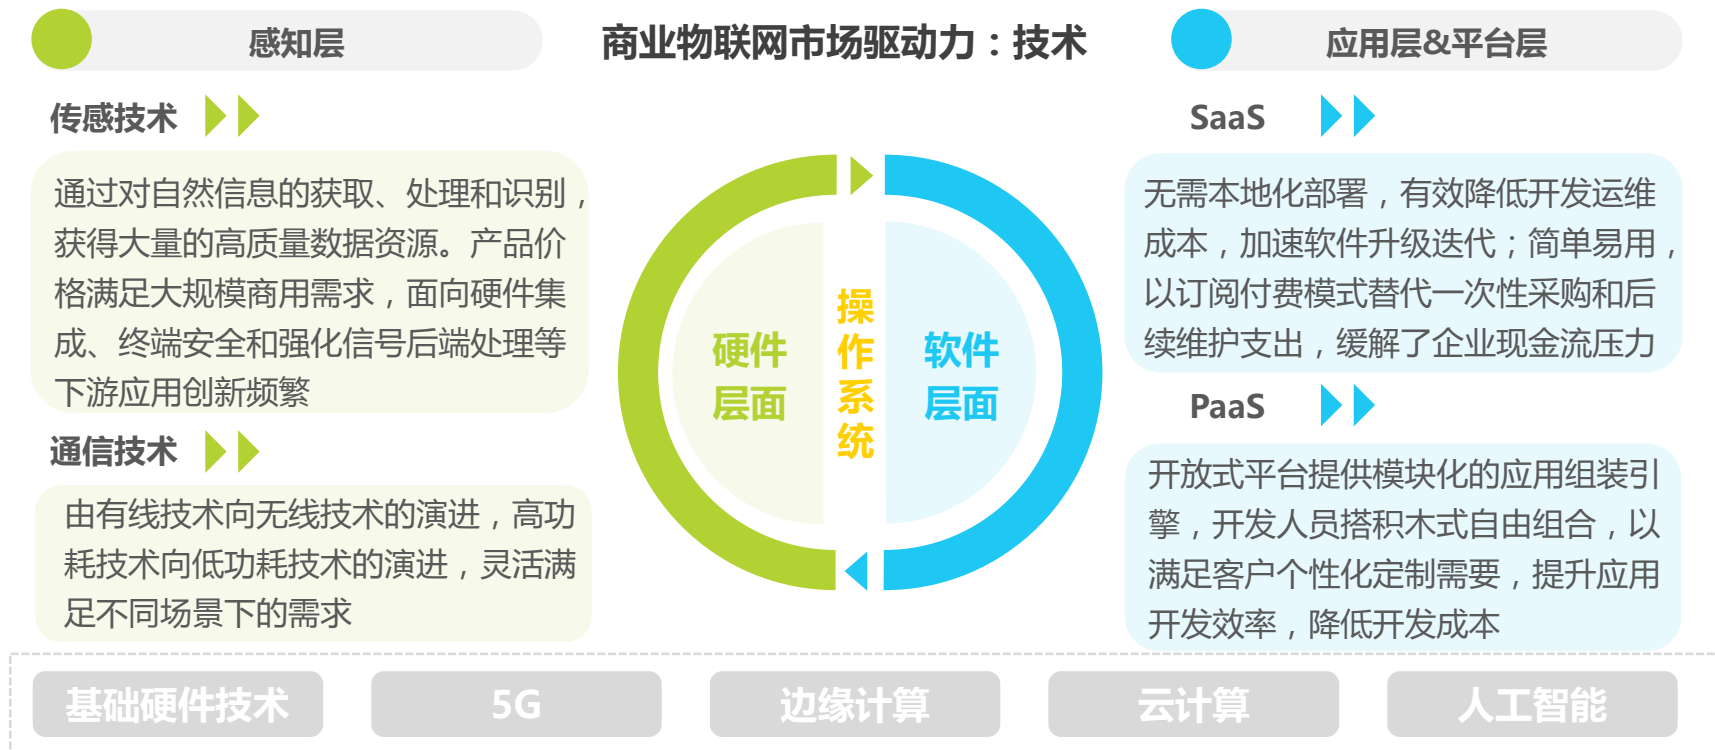 商业物联网市场驱动力：技术
感知层
传感技术
通过对自然信息的获取、处理和识别，
获得大量的高质量数据资源。产品价
格满足大规模商用需求，面向硬件集
成、终端安全和强化信号后端处理等
下游应用创新频繁
通信技术
由有线技术向无线技术的演进，高功
耗技术向低功耗技术的演进，灵活满
足不同场景下的需求
硬件
层面
操
作
系
统
软件
层面
应用层&平台层
SaaS
无需本地化部署，有效降低开发运维
成本，加速软件升级迭代；简单易用，
以订阅付费模式替代一次性采购和后
续维护支出，缓解了企业现金流压力
PaaS
开放式平台提供模块化的应用组装引
擎，开发人员搭积木式自由组合，以
满足客户个性化定制需要，提升应用
开发效率，降低开发成本
基础硬件技术
5G
边缘计算
云计算
人工智能